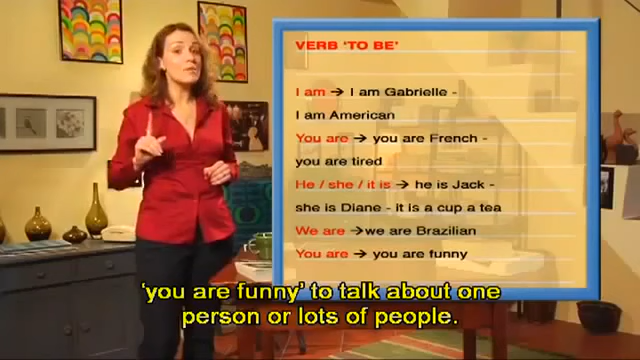 VERB 'TO BE'
I am → I am Gabrielle -
I am American
You are → you are French -
you are tired
He / she / it is → he is Jack -
she is Diane - it is a cup a tea
We are → we are Brazilian
You are → you are funny
'you are funny' to talk about one
person or lots of people.